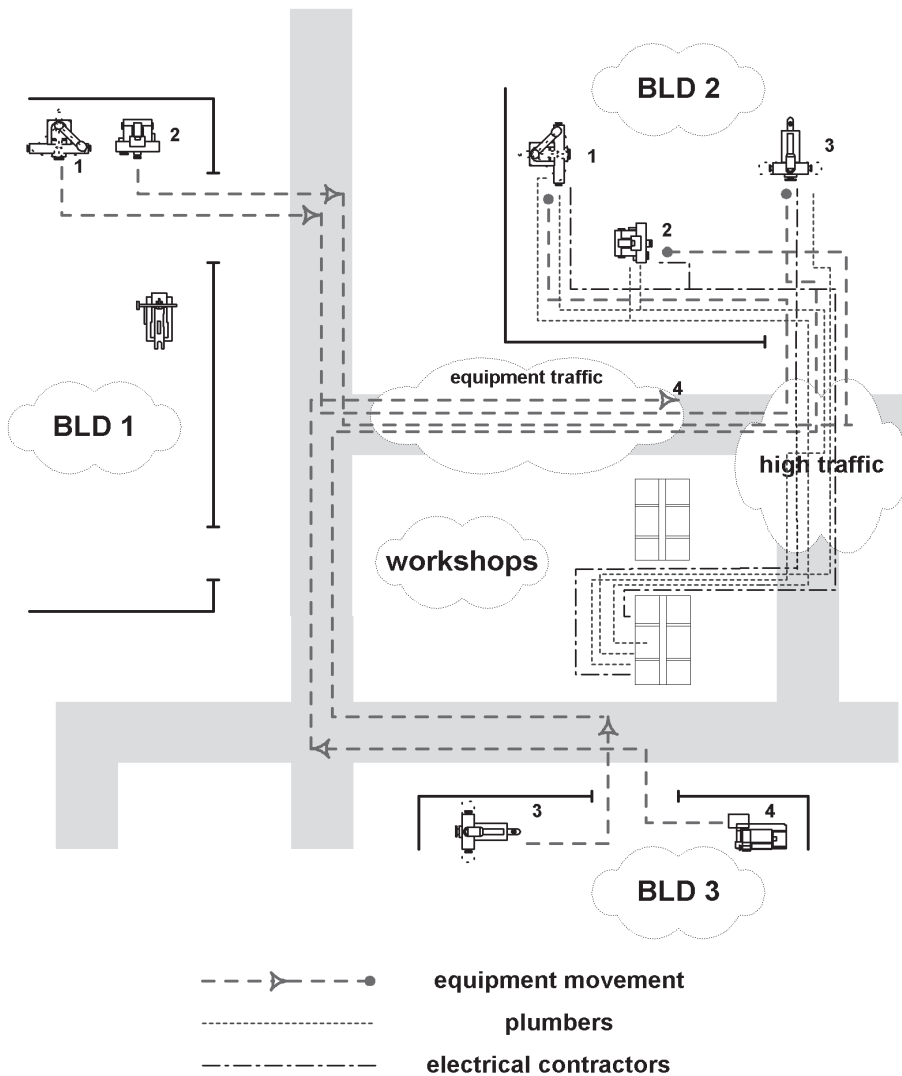 BLD 2
2
1
1
3
2
equipment traffic
4
BLD 1
high traffic
workshops
3
4
BLD 3
equipment movement
plumbers
electrical contractors